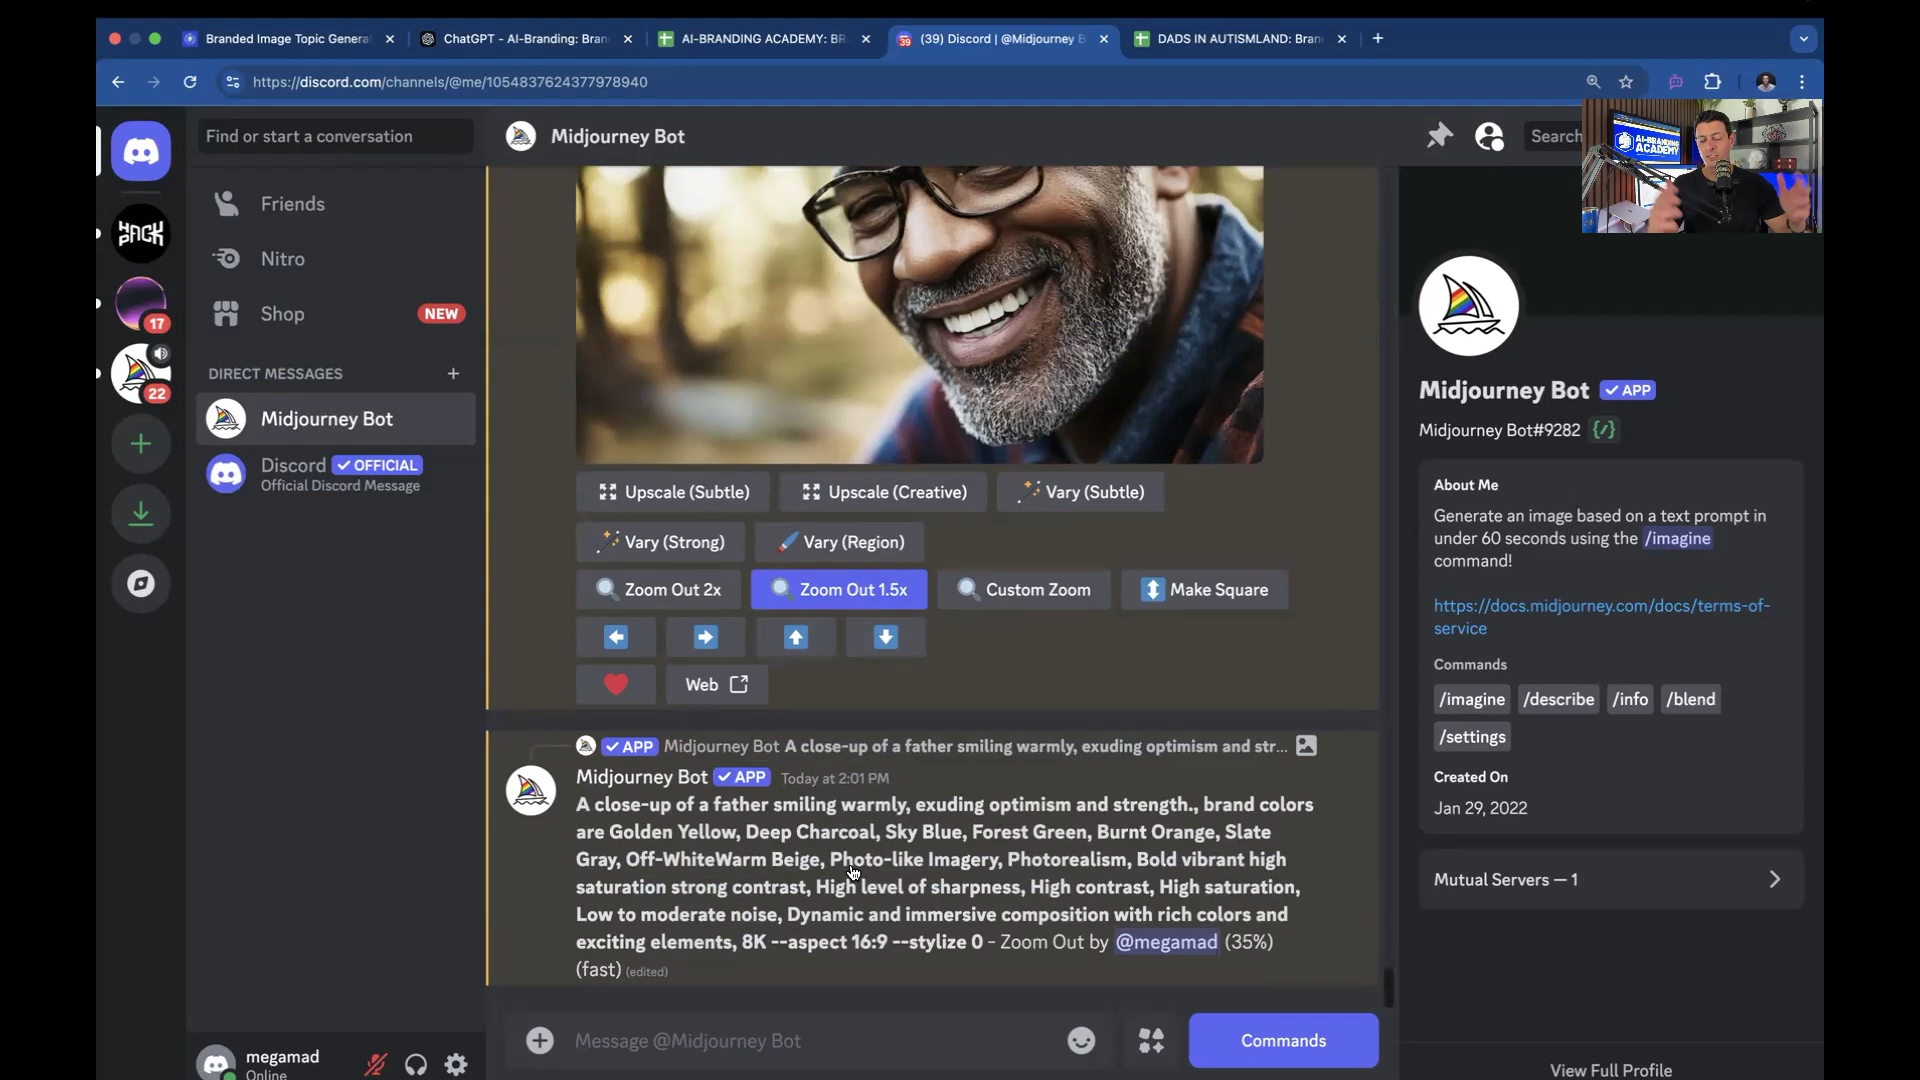 Branded Image Topic Genera
ChatGPT - AI-Branding: Bran
AI-BRANDING ACADEMY: BR
(39) Discord | @Midjourney B
DADS IN AUTISMLAND: Bran
https://discord.com/channels/@me/1054837624377978940
Find or start a conversation
Midjourney Bot
Search
AI-BRANDING
ACADEMY
Friends
HACK
PACK
Nitro
Shop
NEW
17
DIRECT MESSAGES
22
Midjourney Bot
Discord
OFFICIAL
Official Discord Message
Upscale (Subtle)
Upscale (Creative)
Vary (Subtle)
Vary (Strong)
Vary (Region)
Zoom Out 2x
Zoom Out 1.5x
Custom Zoom
Make Square
Web
APP Midjourney Bot A close-up of a father smiling warmly, exuding optimism and str...
Midjourney Bot APP Today at 2:01 PM
A close-up of a father smiling warmly, exuding optimism and strength., brand colors
are Golden Yellow, Deep Charcoal, Sky Blue, Forest Green, Burnt Orange, Slate
Gray, Off-WhiteWarm Beige, Photo-like Imagery, Photorealism, Bold vibrant high
saturation strong contrast, High level of sharpness, High contrast, High saturation,
Low to moderate noise, Dynamic and immersive composition with rich colors and
exciting elements, 8K --aspect 16:9 --stylize 0 - Zoom Out by @megamad (35%)
(fast) (edited)
Message @Midjourney Bot
Commands
Midjourney Bot APP
Midjourney Bot#9282
About Me
Generate an image based on a text prompt in
under 60 seconds using the /imagine
command!
https://docs.midjourney.com/docs/terms-of-
service
Commands
/imagine
/describe
/info
/blend
/settings
Created On
Jan 29, 2022
Mutual Servers — 1
View Full Profile
megamad
Online